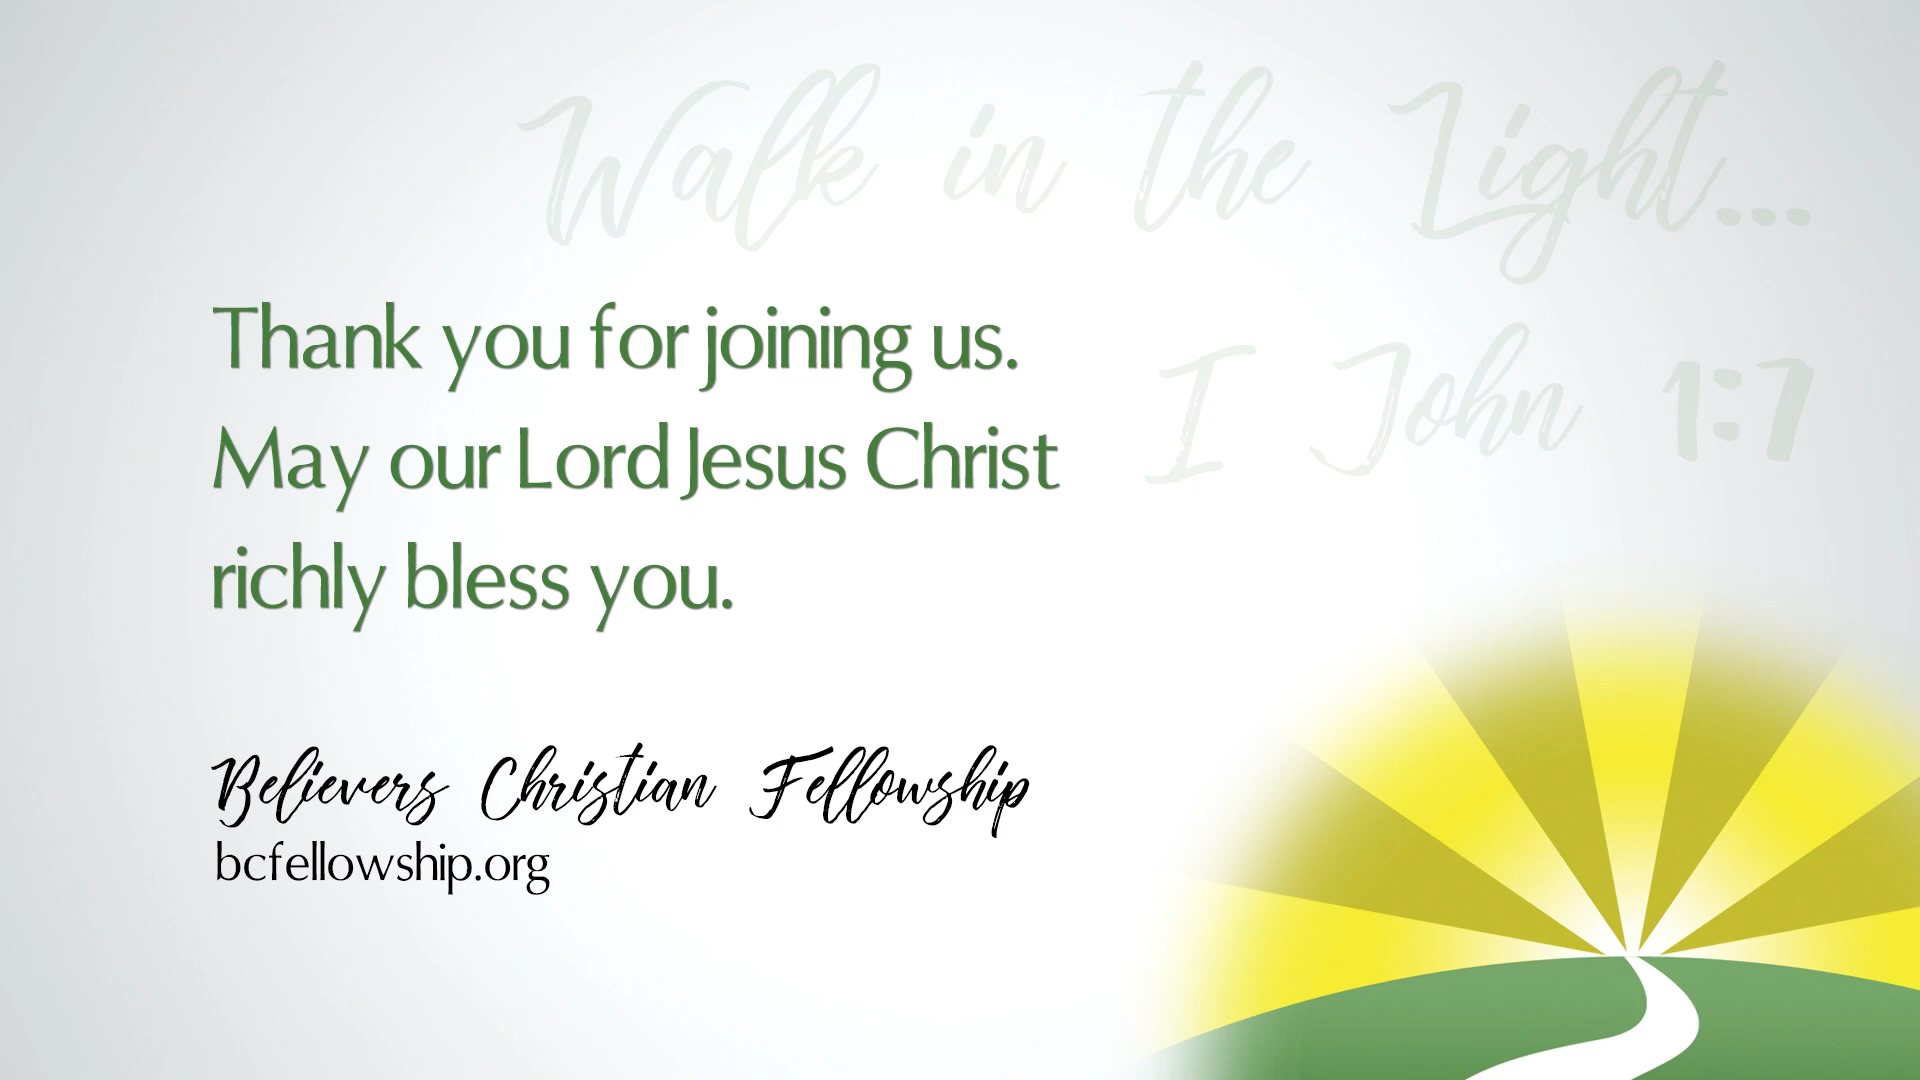 Walk in the Light...
I John 1:7
Thank you for joining us.
May our Lord Jesus Christ
richly bless you.
Believers Christian Fellowship
bcfellowship.org